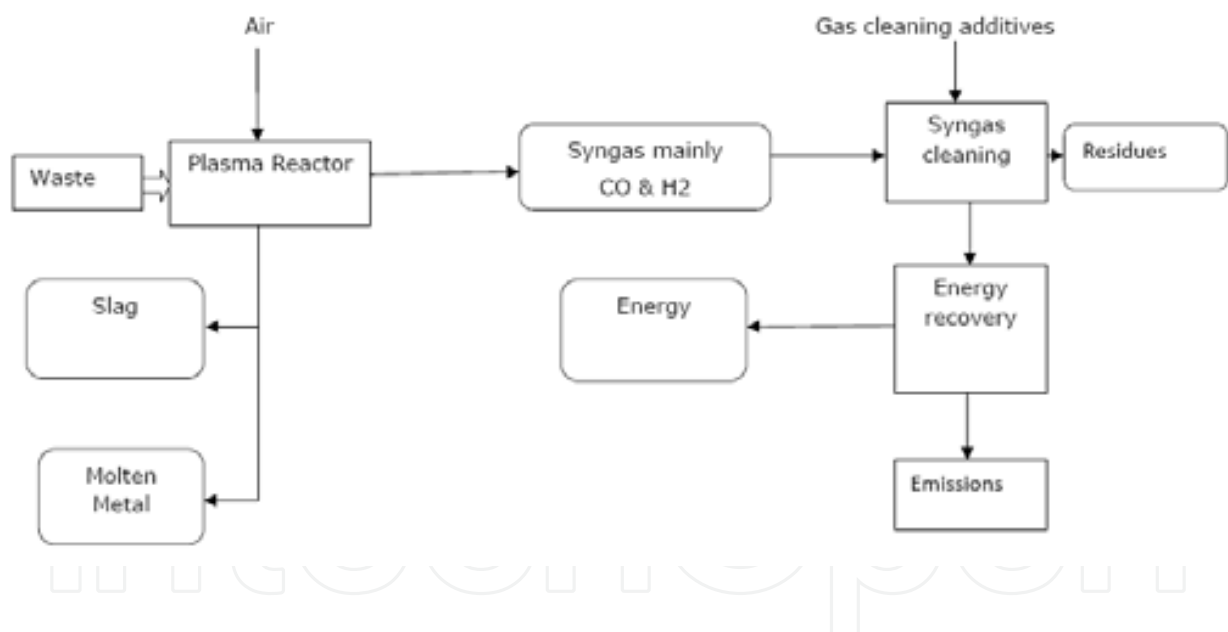 Air
Gas cleaning additives
Waste
Plasma Reactor
Syngas mainly
CO & H2
Syngas
cleaning
Residues
Slag
Energy
Energy
recovery
Molten
Metal
Emissions
intechopen